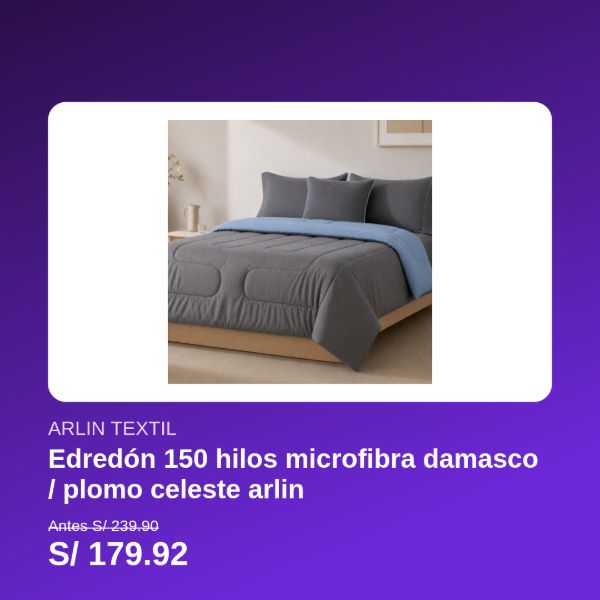 ARLIN TEXTIL
Edredón 150 hilos microfibra damasco
/ plomo celeste arlin
Antes S/ 239.90
S/ 179.92